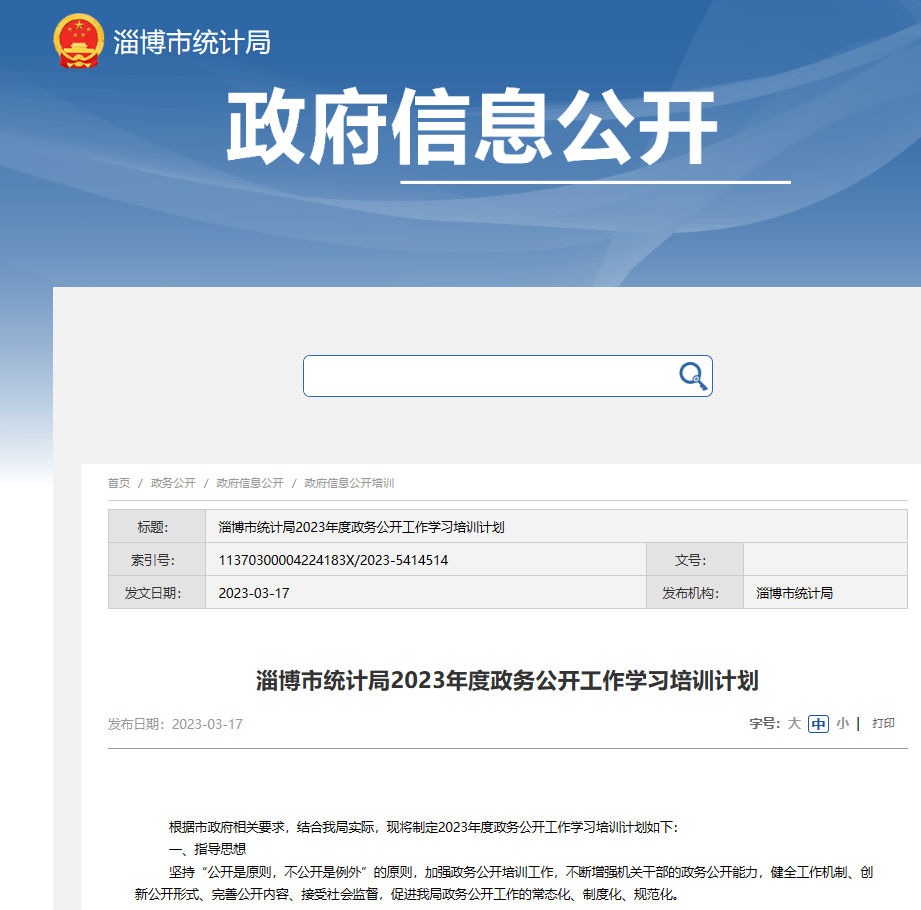 淄博市统计局
政府信息公开
首页 / 政务公开 / 政府信息公开 / 政府信息公开培训
标题： 淄博市统计局2023年度政务公开工作学习培训计划
索引号： 11370300004224183X/2023-5414514 文号：
发文日期： 2023-03-17 发布机构： 淄博市统计局
淄博市统计局2023年度政务公开工作学习培训计划
发布日期：2023-03-17 字号：大 中 小 | 打印
根据市政府相关要求，结合我局实际，现将制定2023年度政务公开工作学习培训计划如下：
一、指导思想
坚持“公开是原则，不公开是例外”的原则，加强政务公开培训工作，不断增强机关干部的政务公开能力，健全工作机制、创
新公开形式、完善公开内容、接受社会监督，促进我局政务公开工作的常态化、制度化、规范化。